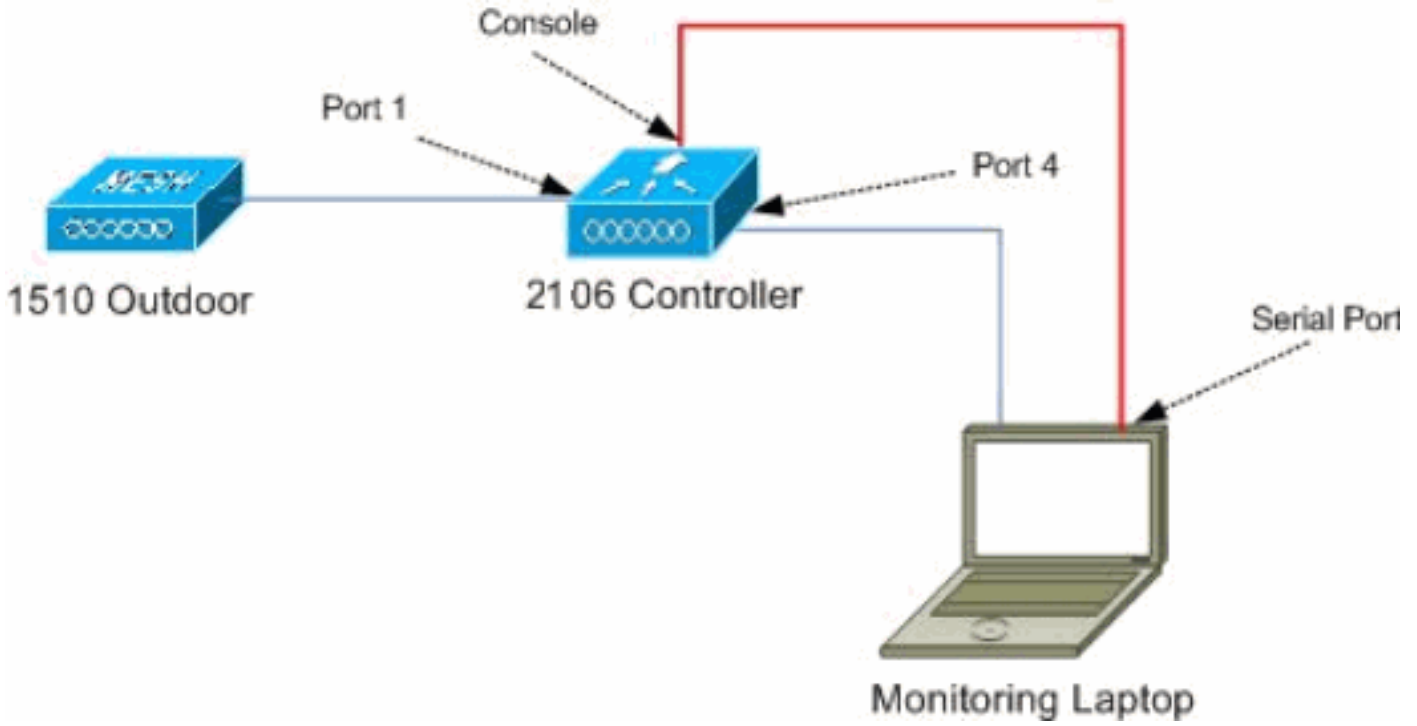 Console
Port 1
Port 4
MESH
1510 Outdoor
2106 Controller
Serial Port
Monitoring Laptop